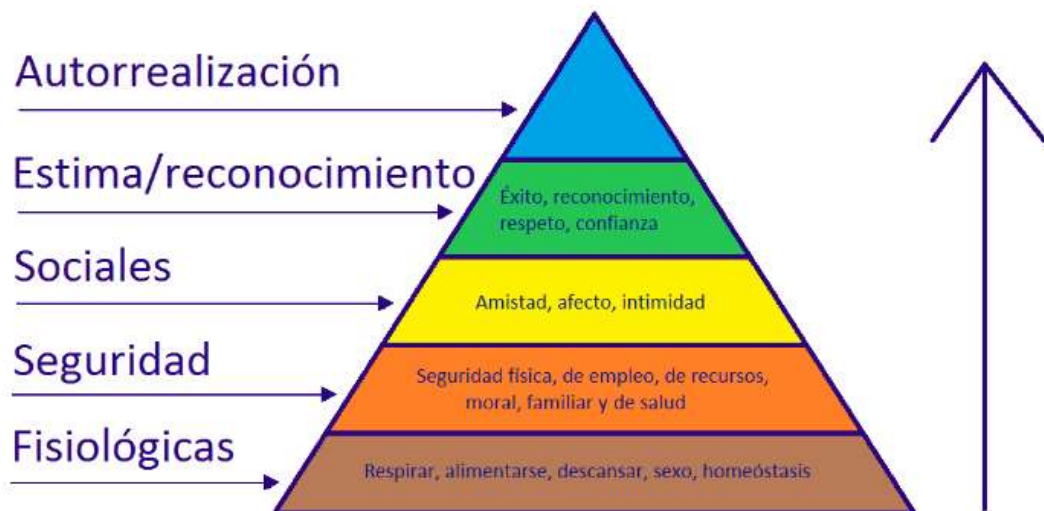 Autorrealización
Estima/reconocimiento
Éxito, reconocimiento,
respeto, confianza
Sociales
Amistad, afecto, intimidad
Seguridad
Seguridad física, de empleo, de recursos,
moral, familiar y de salud
Fisiológicas
Respirar, alimentarse, descansar, sexo, homeóstasis